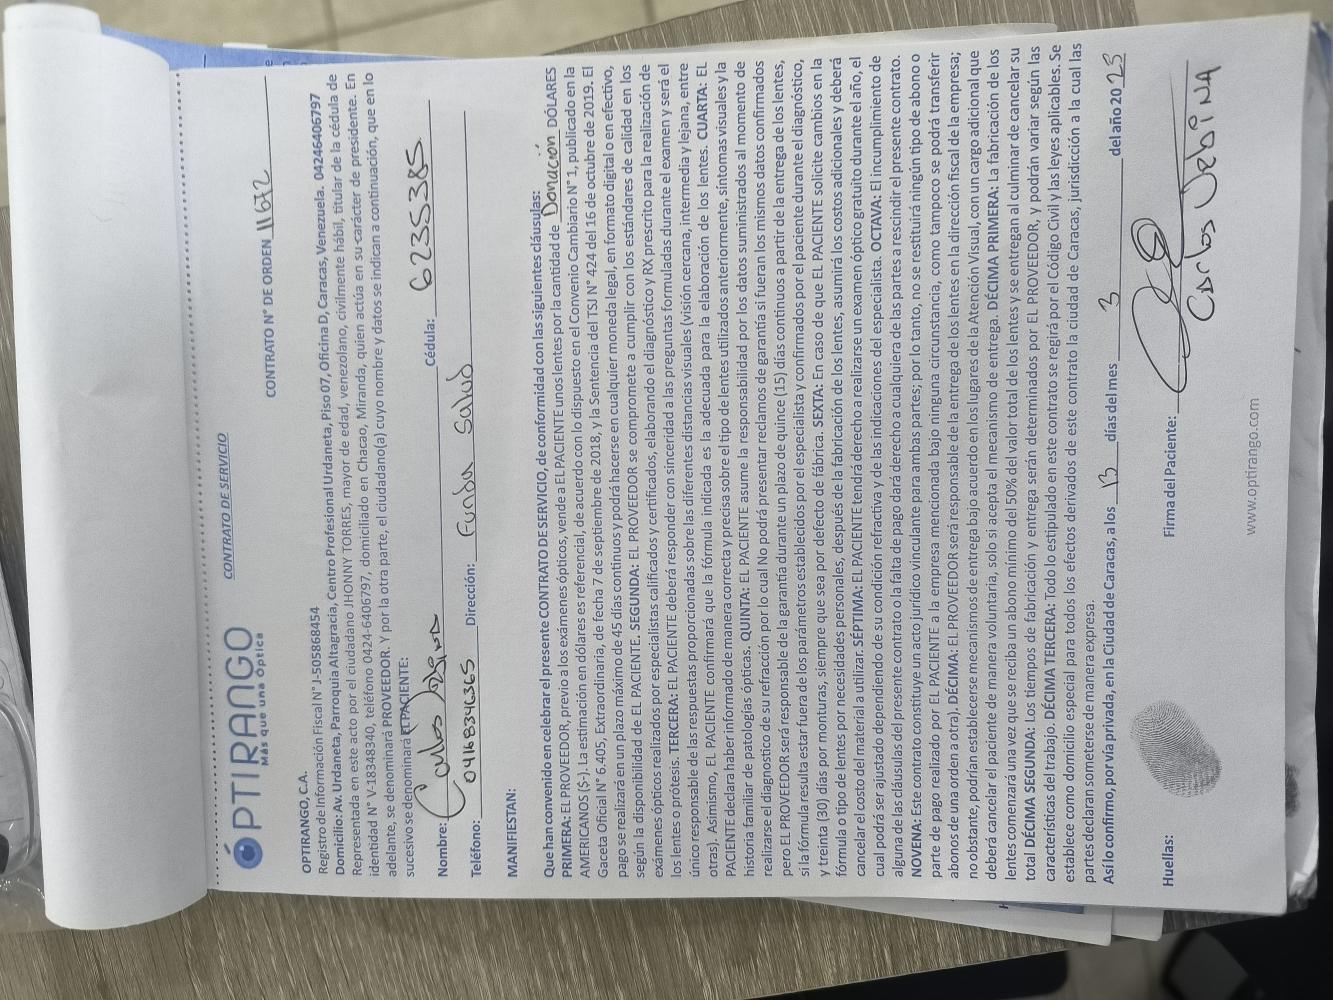 ÓPTIRANGO
Más que una Óptica
CONTRATO DE SERVICIO
CONTRATO N° DE ORDEN 11672
OPTIRANGO, C.A.
Registro de Información Fiscal N° J-505868454
Domicilio: Av. Urdaneta, Parroquia Altagracia, Centro Profesional Urdaneta, Piso 07, Oficina D, Caracas, Venezuela. 04246406797
Representada en este acto por el ciudadano JHONNY TORRES, mayor de edad, venezolano, civilmente hábil, titular de la cédula de
identidad N° V-18348340, teléfono 0424-6406797, domiciliado en Chacao, Miranda, quien actúa en su carácter de presidente. En
adelante, se denominará PROVEEDOR. Y por la otra parte, el ciudadano(a) cuyo nombre y datos se indican a continuación, que en lo
sucesivo se denominará EL PACIENTE:
Nombre: Carlos Cédula: 6235385
Teléfono: 04168346365 Dirección: Fundu Salud
MANIFIESTAN:
Que han convenido en celebrar el presente CONTRATO DE SERVICIO, de conformidad con las siguientes cláusulas:
PRIMERA: EL PROVEEDOR, previo a los exámenes ópticos, vende a EL PACIENTE unos lentes por la cantidad de Donación DÓLARES
AMERICANOS ($-). La estimación en dólares es referencial, de acuerdo con lo dispuesto en el Convenio Cambiario N° 1, publicado en la
Gaceta Oficial N° 6.405, Extraordinaria, de fecha 7 de septiembre de 2018, y la Sentencia del TSJ N° 424 del 16 de octubre de 2019. El
pago se realizará en un plazo máximo de 45 días continuos y podrá hacerse en cualquier moneda legal, en formato digital o en efectivo,
según la disponibilidad de EL PACIENTE. SEGUNDA: EL PROVEEDOR se compromete a cumplir con los estándares de calidad en los
exámenes ópticos realizados por especialistas calificados y certificados, elaborando el diagnóstico y RX prescrito para la realización de
los lentes o prótesis. TERCERA: EL PACIENTE deberá responder con sinceridad a las preguntas formuladas durante el examen y será el
único responsable de las respuestas proporcionadas sobre las diferentes distancias visuales (visión cercana, intermedia y lejana, entre
otras). Asimismo, EL PACIENTE confirmará que la fórmula indicada es la adecuada para la elaboración de los lentes. CUARTA: EL
PACIENTE declara haber informado de manera correcta y precisa sobre el tipo de lentes utilizados anteriormente, síntomas visuales y la
historia familiar de patologías ópticas. QUINTA: EL PACIENTE asume la responsabilidad por los datos suministrados al momento de
realizarse el diagnostico de su refracción por lo cual No podrá presentar reclamos de garantía si fueran los mismos datos confirmados
pero EL PROVEEDOR será responsable de la garantía durante un plazo de quince (15) días continuos a partir de la entrega de los lentes,
si la fórmula resulta estar fuera de los parámetros establecidos por el especialista y confirmados por el paciente durante el diagnóstico,
y treinta (30) días por monturas, siempre que sea por defecto de fábrica. SEXTA: En caso de que EL PACIENTE solicite cambios en la
fórmula o tipo de lentes por necesidades personales, después de la fabricación de los lentes, asumirá los costos adicionales y deberá
cancelar el costo del material a utilizar. SÉPTIMA: EL PACIENTE tendrá derecho a realizarse un examen óptico gratuito durante el año, el
cual podrá ser ajustado dependiendo de su condición refractiva y de las indicaciones del especialista. OCTAVA: El incumplimiento de
alguna de las cláusulas del presente contrato o la falta de pago dará derecho a cualquiera de las partes a rescindir el presente contrato.
NOVENA: Este contrato constituye un acto jurídico vinculante para ambas partes; por lo tanto, no se restituirá ningún tipo de abono o
parte de pago realizado por EL PACIENTE a la empresa mencionada bajo ninguna circunstancia, como tampoco se podrá transferir
abonos de una orden a otra). DÉCIMA: EL PROVEEDOR será responsable de la entrega de los lentes en la dirección fiscal de la empresa;
no obstante, podrían establecerse mecanismos de entrega bajo acuerdo en los lugares de la Atención Visual, con un cargo adicional que
deberá cancelar el paciente de manera voluntaria, solo si acepta el mecanismo de entrega. DÉCIMA PRIMERA: La fabricación de los
lentes comenzará una vez que se reciba un abono mínimo del 50% del valor total de los lentes y se entregan al culminar de cancelar su
total DÉCIMA SEGUNDA: Los tiempos de fabricación y entrega serán determinados por EL PROVEEDOR, y podrán variar según las
características del trabajo. DÉCIMA TERCERA: Todo lo estipulado en este contrato se regirá por el Código Civil y las leyes aplicables. Se
establece como domicilio especial para todos los efectos derivados de este contrato la ciudad de Caracas, jurisdicción a la cual las
partes declaran someterse de manera expresa.
Así lo confirmo, por vía privada, en la Ciudad de Caracas, a los 13 días del mes 3 del año 20 23
Huellas: Firma del Paciente:
Carlos Urbina
www.optirango.com